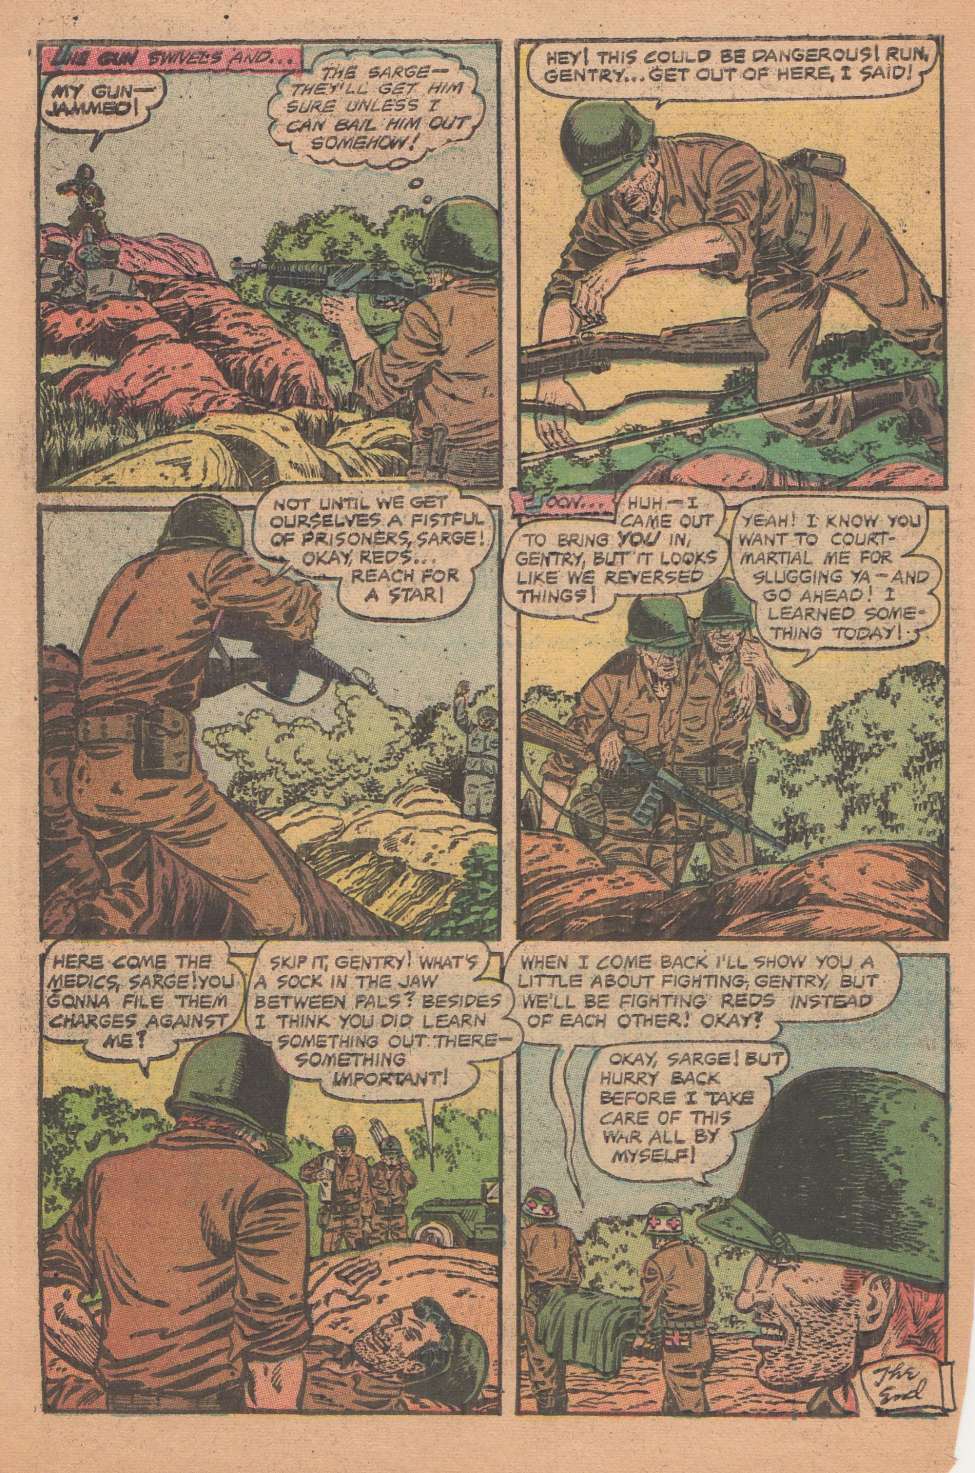 THE GUN SWIVELS AND...
MY GUN—
JAMMED!
THE SARGE—
THEY'LL GET HIM
SURE UNLESS I
CAN BAIL HIM OUT
SOMEHOW!
HEY! THIS COULD BE DANGEROUS! RUN,
GENTRY... GET OUT OF HERE, I SAID!
NOT UNTIL WE GET
OURSELVES A FISTFUL
OF PRISONERS, SARGE!
OKAY, REDS...
REACH FOR
A STAR!
SOON...
HUH—I
CAME OUT
TO BRING YOU IN,
GENTRY, BUT IT LOOKS
LIKE WE REVERSED
THINGS!
YEAH! I KNOW YOU
WANT TO COURT-
MARTIAL ME FOR
SLUGGING YA—AND
GO AHEAD! I
LEARNED SOME-
THING TODAY!
HERE COME THE
MEDICS, SARGE! YOU
GONNA FILE THEM
CHARGES AGAINST
ME?
SKIP IT, GENTRY! WHAT'S
A SOCK IN THE JAW
BETWEEN PALS? BESIDES
I THINK YOU DID LEARN
SOMETHING OUT THERE—
SOMETHING
IMPORTANT!
WHEN I COME BACK I'LL SHOW YOU A
LITTLE ABOUT FIGHTING, GENTRY, BUT
WE'LL BE FIGHTING REDS INSTEAD
OF EACH OTHER! OKAY?
OKAY, SARGE! BUT
HURRY BACK
BEFORE I TAKE
CARE OF THIS
WAR ALL BY
MYSELF!
The
End